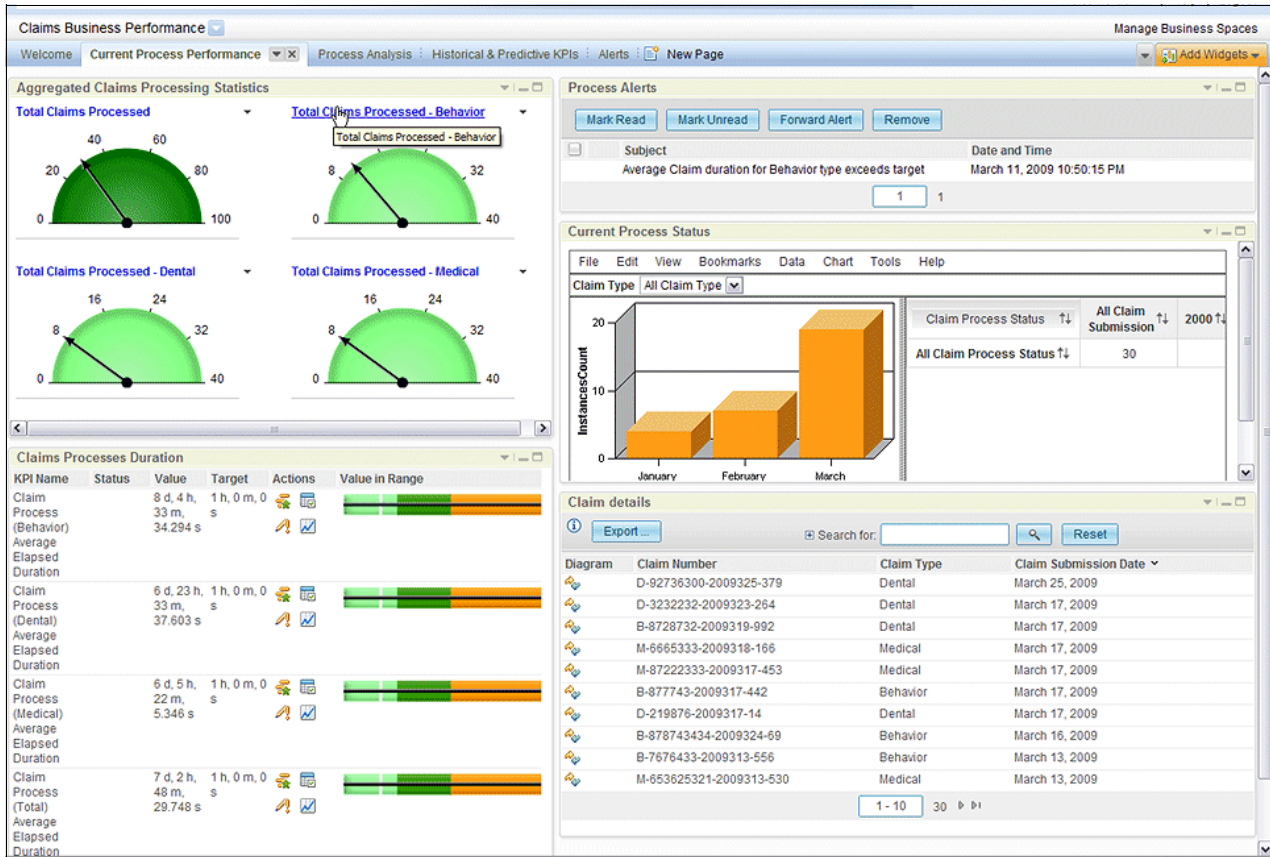 Claims Business Performance
Manage Business Spaces
Welcome Current Process Performance Process Analysis Historical & Predictive KPIs Alerts New Page Add Widgets
Aggregated Claims Processing Statistics
Total Claims Processed
Total Claims Processed - Behavior
Total Claims Processed - Behavior
0 20 40 60 80 100
0 8 32 40
Total Claims Processed - Dental
Total Claims Processed - Medical
0 8 16 24 32 40
0 8 16 24 32 40
Claims Processes Duration
KPI Name Status Value Target Actions Value in Range
Claim 8 d, 4 h, 1 h, 0 m, 0
Process 33 m, s
(Behavior) 34.294 s
Average
Elapsed
Duration
Claim 6 d, 23 h, 1 h, 0 m, 0
Process 33 m, s
(Dental) 37.603 s
Average
Elapsed
Duration
Claim 6 d, 5 h, 1 h, 0 m, 0
Process 22 m, s
(Medical) 5.346 s
Average
Elapsed
Duration
Claim 7 d, 2 h, 1 h, 0 m, 0
Process 48 m, s
(Total) 29.748 s
Average
Elapsed
Duration
Process Alerts
Mark Read Mark Unread Forward Alert Remove
Subject Date and Time
Average Claim duration for Behavior type exceeds target March 11, 2009 10:50:15 PM
1 1
Current Process Status
File Edit View Bookmarks Data Chart Tools Help
Claim Type All Claim Type
InstancesCount
20
10
0
January February March
Claim Process Status All Claim Submission 2000
All Claim Process Status 30
Claim details
Export ... Search for: Reset
Diagram Claim Number Claim Type Claim Submission Date
D-92736300-2009325-379 Dental March 25, 2009
D-3232232-2009323-264 Dental March 17, 2009
B-8728732-2009319-992 Dental March 17, 2009
M-6665333-2009318-166 Medical March 17, 2009
M-87222333-2009317-453 Medical March 17, 2009
B-877743-2009317-442 Behavior March 17, 2009
D-219876-2009317-14 Dental March 17, 2009
B-878743434-2009324-69 Behavior March 16, 2009
B-7676433-2009313-556 Behavior March 13, 2009
M-653625321-2009313-530 Medical March 13, 2009
1 - 10 30